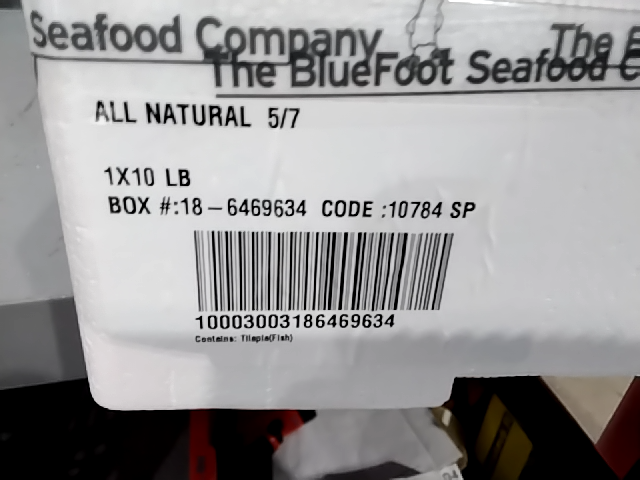 Seafood Company
The BlueFoot Seafood C
The B
ALL NATURAL 5/7
1X10 LB
BOX #:18-6469634 CODE :10784 SP
10003003186469634
Contains: Tilapia(Fish)